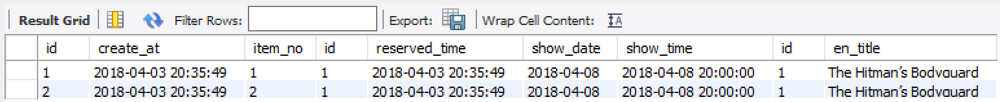 Result Grid Filter Rows: Export: Wrap Cell Content: IA
id create_at item_no id reserved_time show_date show_time id en_title
1 2018-04-03 20:35:49 1 1 2018-04-03 20:35:49 2018-04-08 2018-04-08 20:00:00 1 The Hitman’s Bodyguard
2 2018-04-03 20:35:49 2 1 2018-04-03 20:35:49 2018-04-08 2018-04-08 20:00:00 1 The Hitman’s Bodyguard